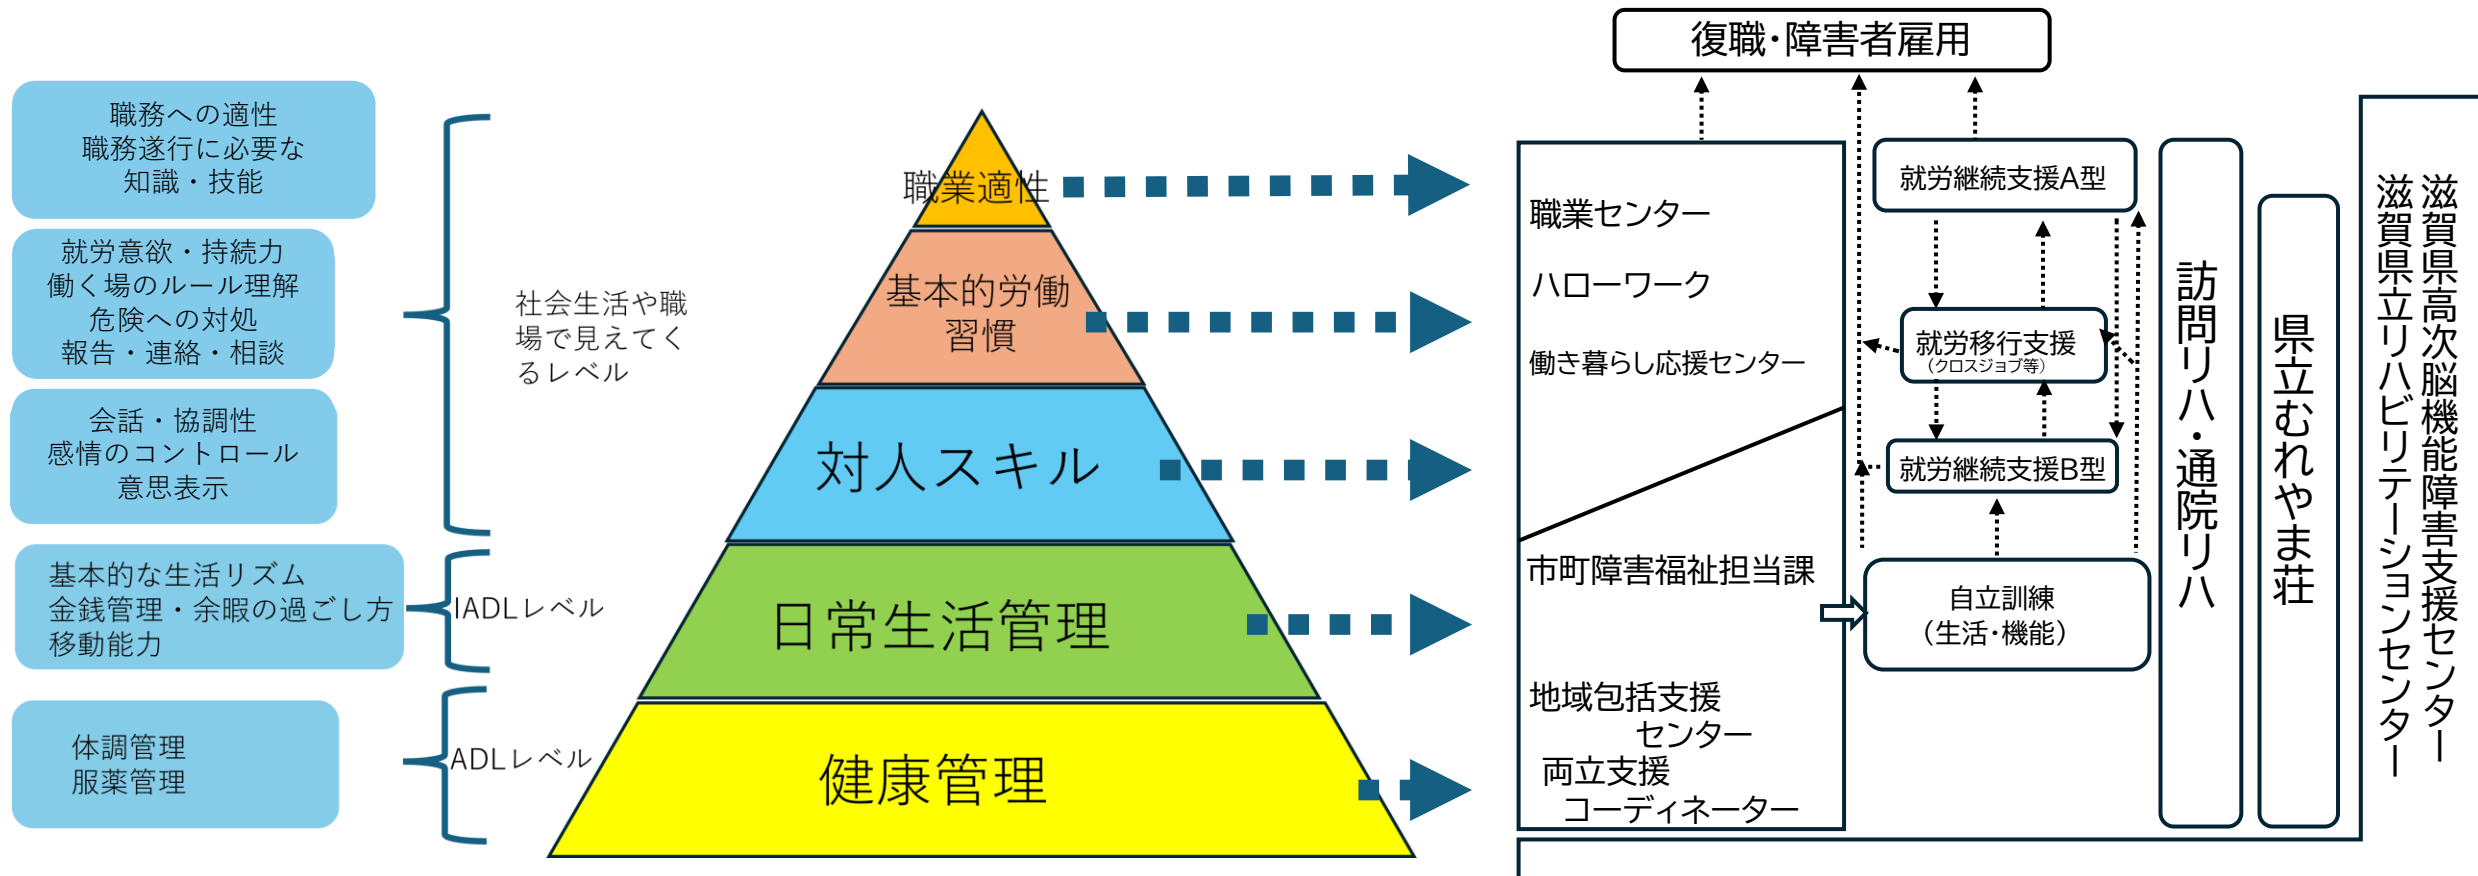 職務への適性
職務遂行に必要な
知識・技能
就労意欲・持続力
働く場のルール理解
危険への対処
報告・連絡・相談
会話・協調性
感情のコントロール
意思表示
基本的な生活リズム
金銭管理・余暇の過ごし方
移動能力
体調管理
服薬管理
社会生活や職
場で見えてく
るレベル
IADLレベル
ADLレベル
職業適性
基本的労働
習慣
対人スキル
日常生活管理
健康管理
復職・障害者雇用
職業センター
ハローワーク
働き暮らし応援センター
市町障害福祉担当課
地域包括支援
センター
両立支援
コーディネーター
就労継続支援A型
就労移行支援
（クロスジョブ等）
就労継続支援B型
自立訓練
（生活・機能）
訪問リハ・通院リハ
県立むれやま荘
滋賀県高次脳機能障害支援センター
滋賀県立リハビリテーションセンター